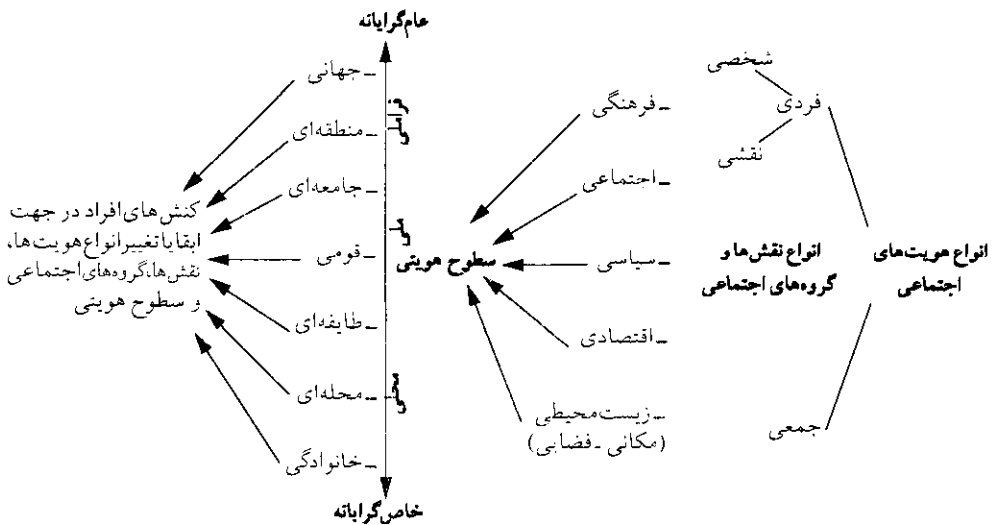 انواع هویت‌های
اجتماعی
فردی
شخصی
نقشی
جمعی
انواع نقش‌ها و
گروه‌های اجتماعی
ـ فرهنگی
ـ اجتماعی
ـ سیاسی
ـ اقتصادی
ـ زیست محیطی
(مکانی ـ فضایی)
سطوح هویتی
عام‌گرایانه
فراملی
ملی
محلی
خاص‌گرایانه
ـ جهانی
ـ منطقه‌ای
ـ جامعه‌ای
ـ قومی
ـ طایفه‌ای
ـ محله‌ای
ـ خانوادگی
کنش‌های افراد در جهت
ابقا یا تغییر انواع هویت‌ها،
نقش‌ها، گروه‌های اجتماعی
و سطوح هویتی